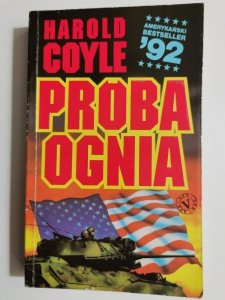 HAROLD
COYLE
AMERYKAŃSKI
BESTSELLER
'92
PRÓBA
OGNIA
V